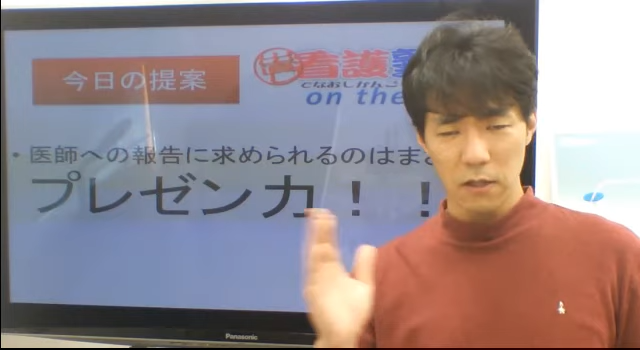 今日の提案
看護
on the
・医師への報告に求められるのはまさ
プレゼン力！！
Panasonic